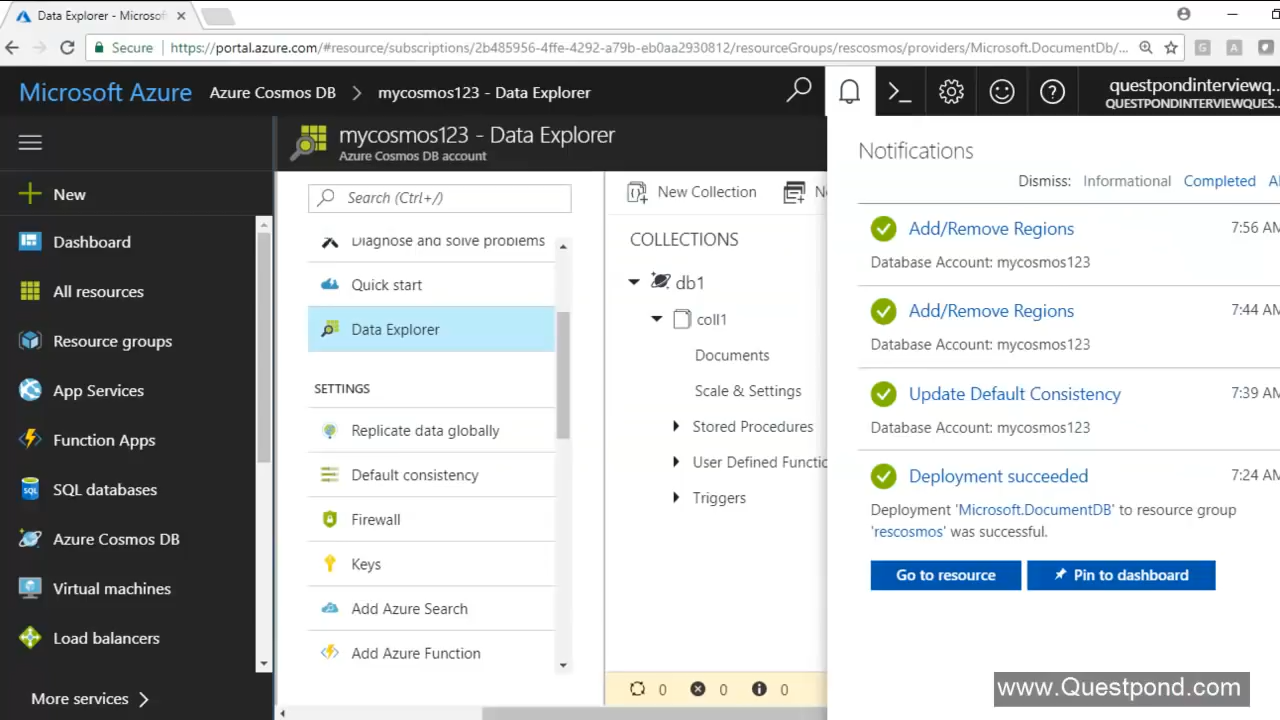 Data Explorer - Microsof
Secure
https://portal.azure.com/#resource/subscriptions/2b485956-4ffe-4292-a79b-eb0aa2930812/resourceGroups/rescosmos/providers/Microsoft.DocumentDb/...
Microsoft Azure
Azure Cosmos DB
mycosmos123 - Data Explorer
questpondinterviewq...
QUESTPONDINTERVIEWQUES...
New
Dashboard
All resources
Resource groups
App Services
Function Apps
SQL databases
Azure Cosmos DB
Virtual machines
Load balancers
More services
mycosmos123 - Data Explorer
Azure Cosmos DB account
Search (Ctrl+/)
Diagnose and solve problems
Quick start
Data Explorer
SETTINGS
Replicate data globally
Default consistency
Firewall
Keys
Add Azure Search
Add Azure Function
New Collection
COLLECTIONS
db1
coll1
Documents
Scale & Settings
Stored Procedures
User Defined Functio
Triggers
0 0 0
Notifications
Dismiss: Informational Completed
Add/Remove Regions 7:56 AM
Database Account: mycosmos123
Add/Remove Regions 7:44 AM
Database Account: mycosmos123
Update Default Consistency 7:39 AM
Database Account: mycosmos123
Deployment succeeded 7:24 AM
Deployment 'Microsoft.DocumentDB' to resource group
'rescosmos' was successful.
Go to resource
Pin to dashboard
www.Questpond.com